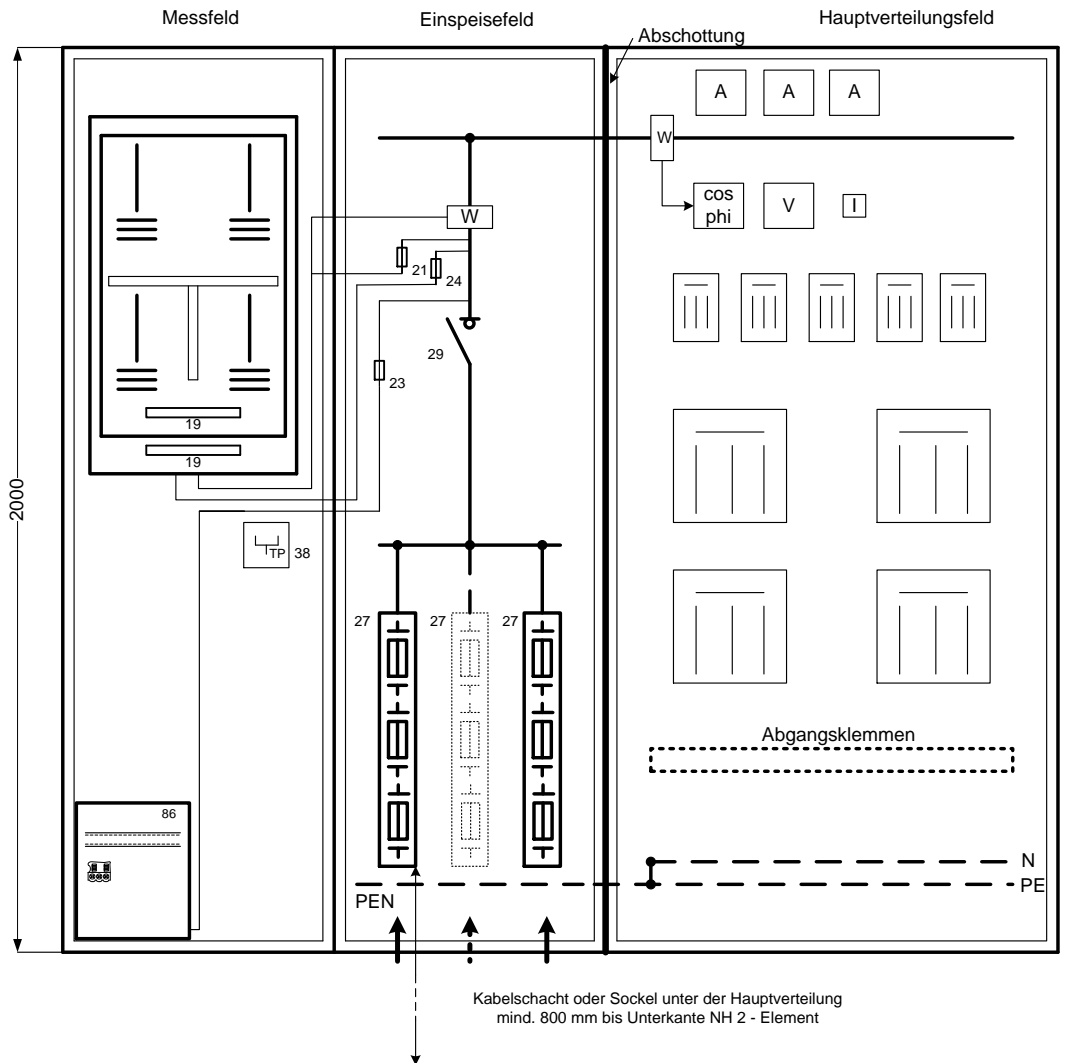 Messfeld
Einspeisefeld
Hauptverteilungsfeld
Abschottung
A
A
A
W
cos
phi
V
I
W
21
24
29
23
19
19
2000
TP
38
27
27
27
Abgangsklemmen
86
N
PE
PEN
Kabelschacht oder Sockel unter der Hauptverteilung
mind. 800 mm bis Unterkante NH 2 - Element